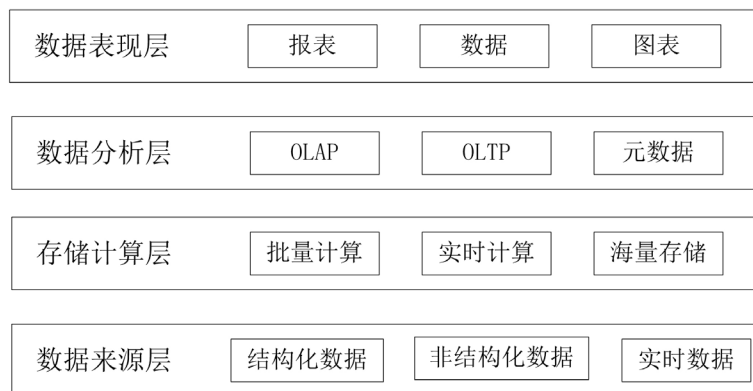 数据表现层 报表 数据 图表
数据分析层 OLAP OLTP 元数据
存储计算层 批量计算 实时计算 海量存储
数据来源层 结构化数据 非结构化数据 实时数据